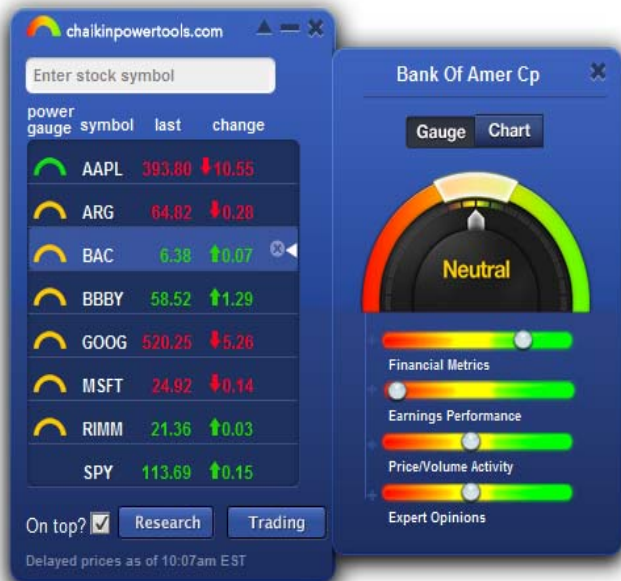 chaikinpowertools.com
Enter stock symbol
power gauge symbol last change
AAPL 393.80 10.55
ARG 64.82 0.28
BAC 6.38 0.07
BBBY 58.52 1.29
GOOG 520.25 5.26
MSFT 24.92 0.14
RIMM 21.36 0.03
SPY 113.69 0.15
On top? Research Trading
Delayed prices as of 10:07am EST
Bank Of Amer Cp
Gauge Chart
Neutral
Financial Metrics
Earnings Performance
Price/Volume Activity
Expert Opinions